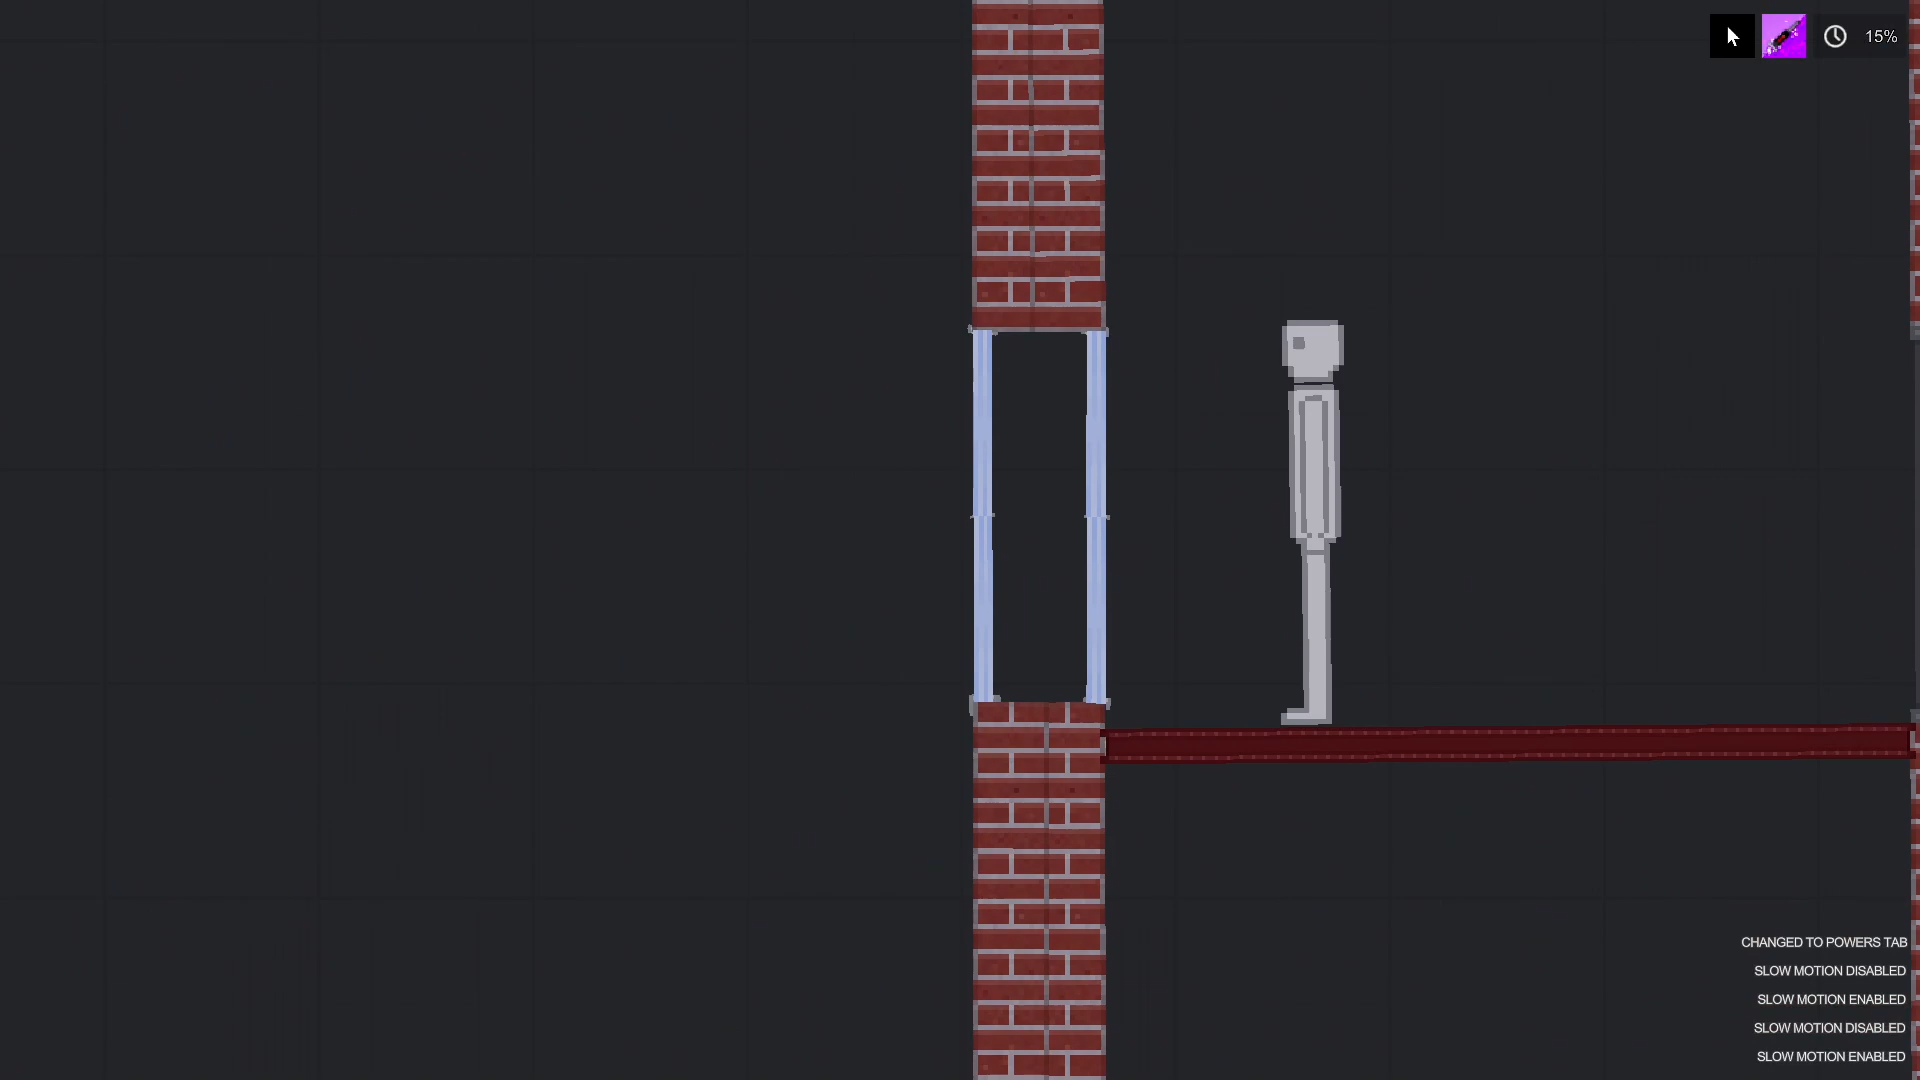 15%
CHANGED TO POWERS TAB
SLOW MOTION DISABLED
SLOW MOTION ENABLED
SLOW MOTION DISABLED
SLOW MOTION ENABLED